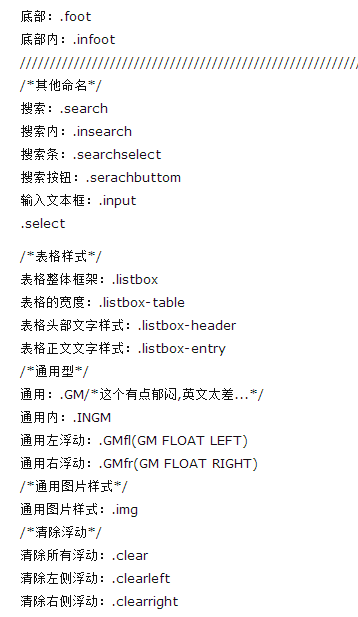 底部：.foot
底部内：.infoot
/////////////////////////////////////////////////////////
/*其他命名*/
搜索：.search
搜索内：.insearch
搜索条：.searchselect
搜索按钮：.serachbuttom
输入文本框：.input
.select
/*表格样式*/
表格整体框架：.listbox
表格的宽度：.listbox-table
表格头部文字样式：.listbox-header
表格正文文字样式：.listbox-entry
/*通用型*/
通用：.GM/*这个有点郁闷,英文太差...*/
通用内：.INGM
通用左浮动：.GMfl(GM FLOAT LEFT)
通用右浮动：.GMfr(GM FLOAT RIGHT)
/*通用图片样式*/
通用图片样式：.img
/*清除浮动*/
清除所有浮动：.clear
清除左侧浮动：.clearleft
清除右侧浮动：.clearright